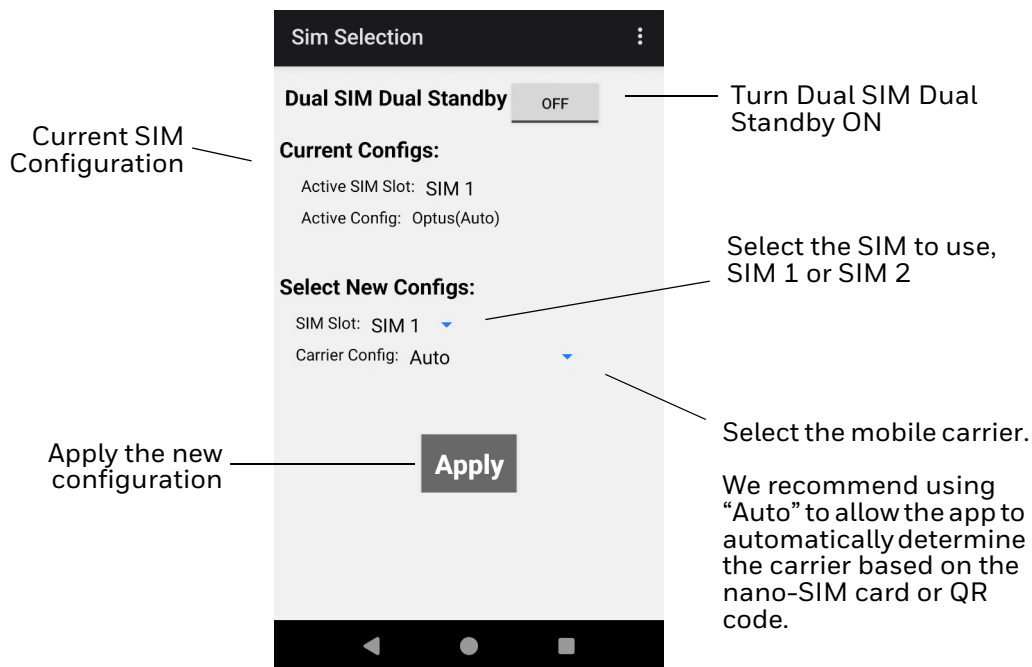 Sim Selection
Dual SIM Dual Standby OFF
Turn Dual SIM Dual
Standby ON
Current SIM
Configuration
Current Configs:
Active SIM Slot: SIM 1
Active Config: Optus(Auto)
Select the SIM to use,
SIM 1 or SIM 2
Select New Configs:
SIM Slot: SIM 1
Carrier Config: Auto
Select the mobile carrier.
We recommend using
“Auto” to allow the app to
automatically determine
the carrier based on the
nano-SIM card or QR
code.
Apply the new
configuration
Apply